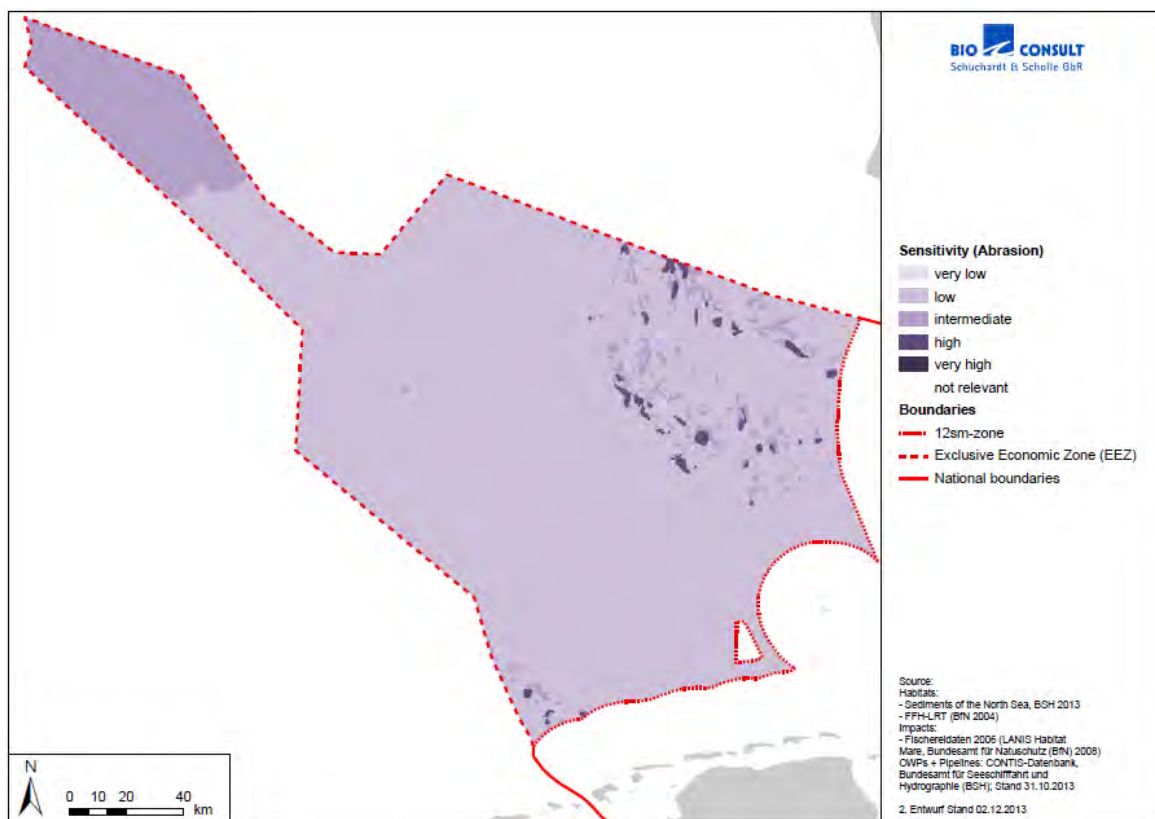 BIO CONSULT
Schuchardt & Scholle GbR
Sensitivity (Abrasion)
very low
low
intermediate
high
very high
not relevant
Boundaries
12sm-zone
Exclusive Economic Zone (EEZ)
National boundaries
Source:
Habitats:
- Sediments of the North Sea, BSH 2013
- FFH-LRT (BfN 2004)
Impacts:
- Fischereidaten 2006 (LANIS Habitat
Mare, Bundesamt für Natuschutz (BfN) 2008)
OWPs + Pipelines: CONTIS-Datenbank,
Bundesamt für Seeschifffahrt und
Hydrographie (BSH); Stand 31.10.2013
2. Entwurf Stand 02.12.2013
N
0 10 20 40
km